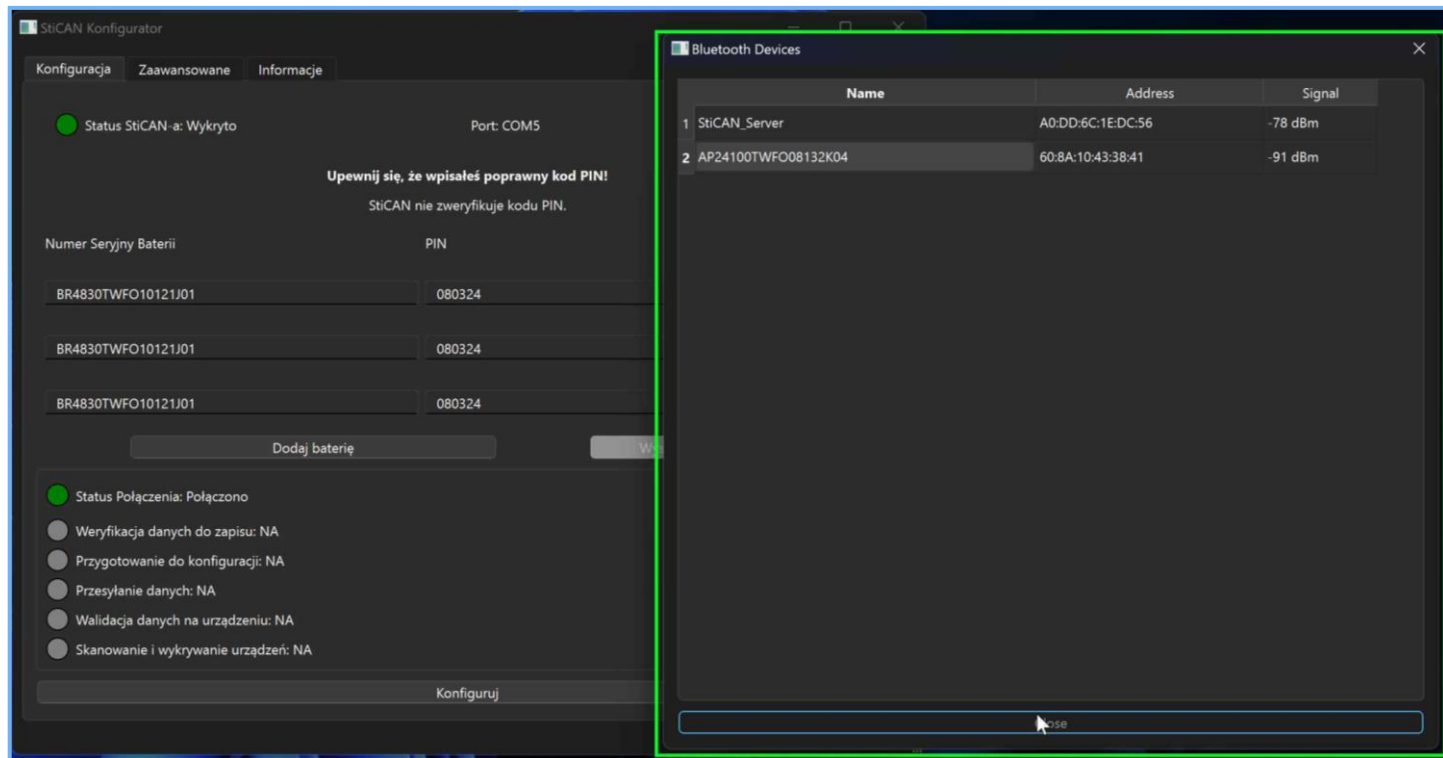 StiCAN Konfigurator
Konfiguracja Zaawansowane Informacje
Status StiCAN-a: Wykryto Port: COM5
Upewnij się, że wpisałeś poprawny kod PIN!
StiCAN nie zweryfikuje kodu PIN.
Numer Seryjny Baterii PIN
BR4830TWFO10121J01 080324
BR4830TWFO10121J01 080324
BR4830TWFO10121J01 080324
Dodaj baterię
Status Połączenia: Połączono
Weryfikacja danych do zapisu: NA
Przygotowanie do konfiguracji: NA
Przesyłanie danych: NA
Walidacja danych na urządzeniu: NA
Skanowanie i wykrywanie urządzeń: NA
Konfiguruj
Bluetooth Devices
Name Address Signal
1 StiCAN_Server A0:DD:6C:1E:DC:56 -78 dBm
2 AP24100TWFO08132K04 60:8A:10:43:38:41 -91 dBm
Close